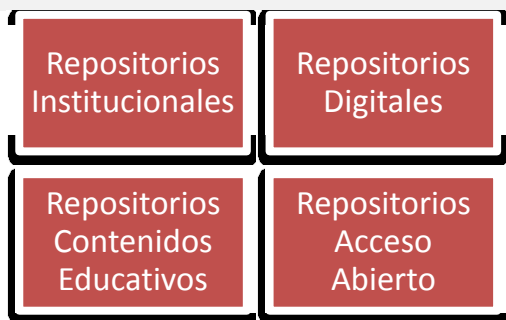 Repositorios
Institucionales
Repositorios
Digitales
Repositorios
Contenidos
Educativos
Repositorios
Acceso
Abierto